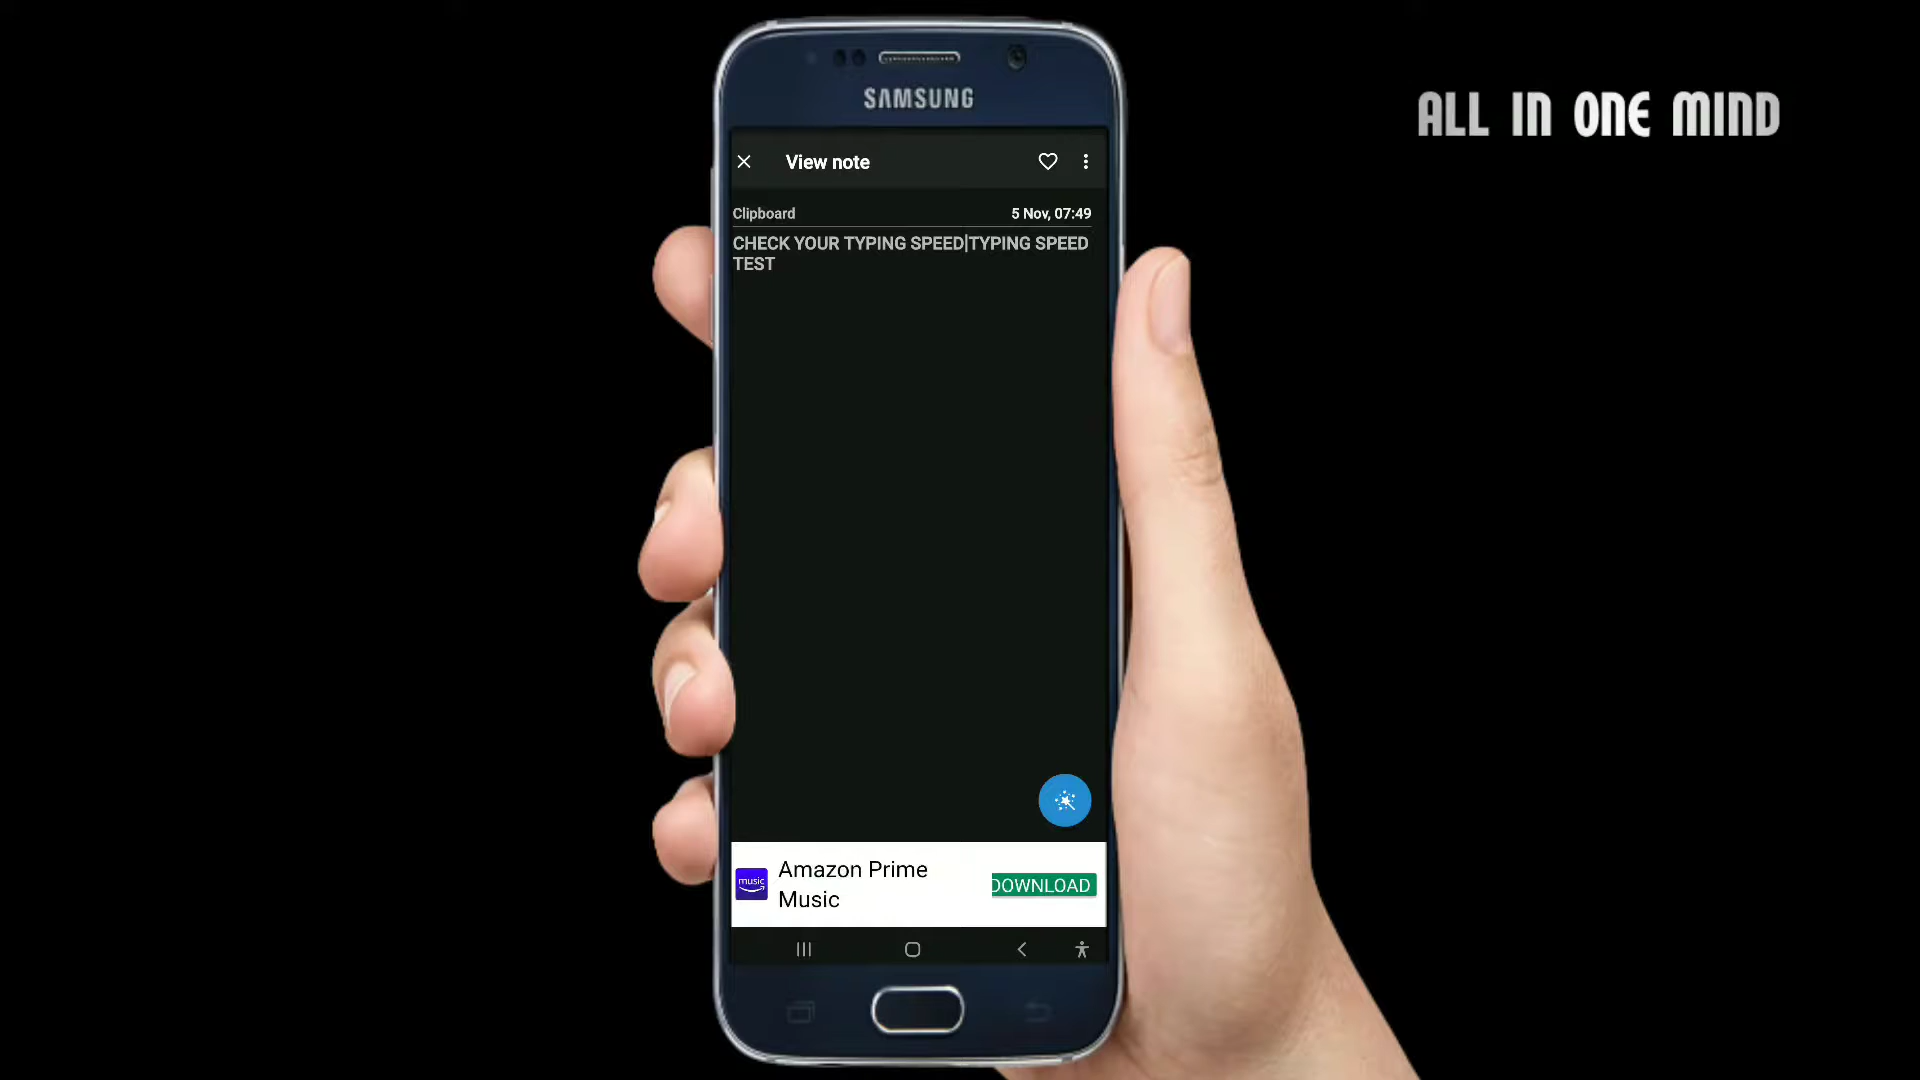 SAMSUNG
ALL IN ONE MIND
View note
Clipboard
5 Nov, 07:49
CHECK YOUR TYPING SPEED|TYPING SPEED
TEST
music
Amazon Prime
Music
DOWNLOAD